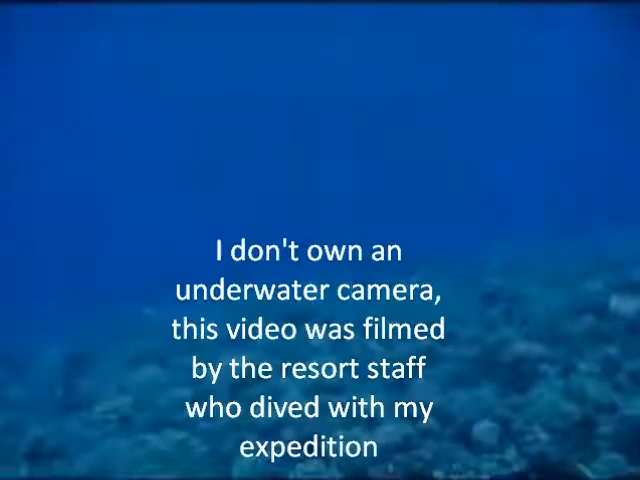 I don't own an
underwater camera,
this video was filmed
by the resort staff
who dived with my
expedition